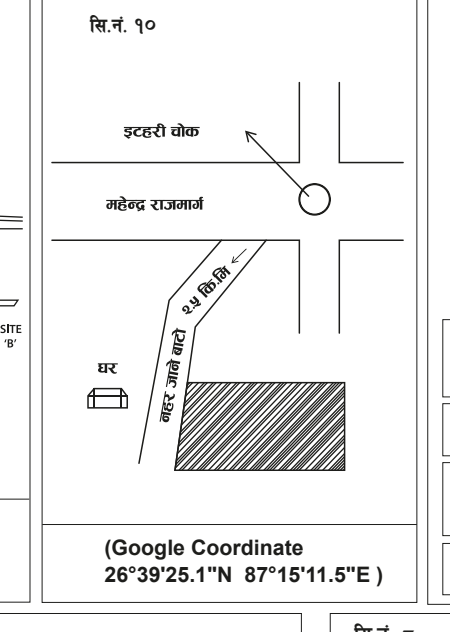 सि.नं. १०
इटहरी चोक
महेन्द्र राजमार्ग
२.५ कि.मि
नहर जाने बाटो
घर
SITE
'B'
(Google Coordinate
26°39'25.1"N 87°15'11.5"E )